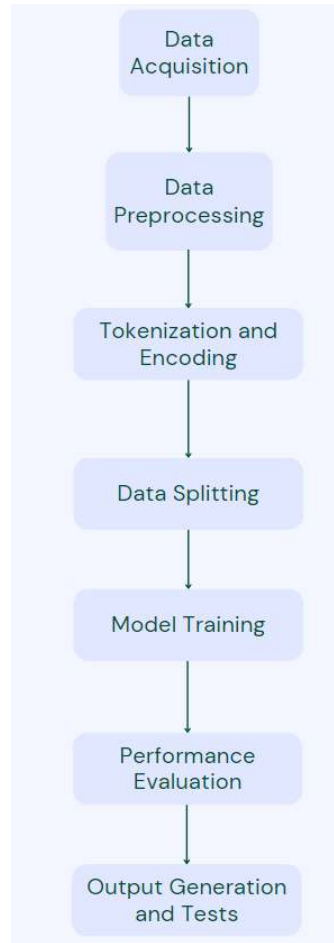 Data
Acquisition
Data
Preprocessing
Tokenization and
Encoding
Data Splitting
Model Training
Performance
Evaluation
Output Generation
and Tests